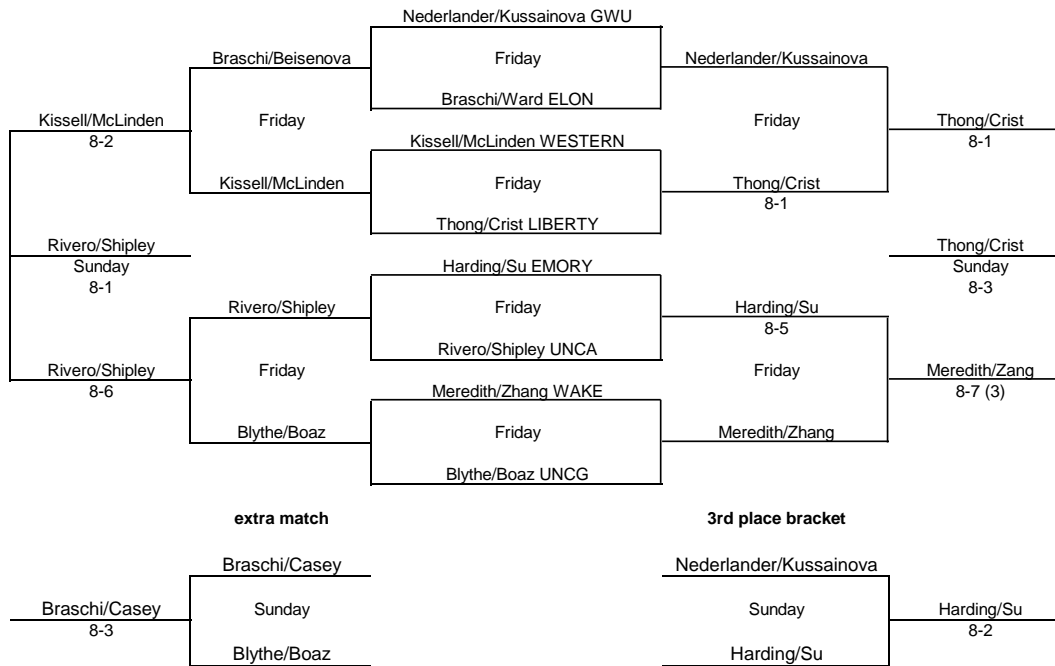 Nederlander/Kussainova GWU
Braschi/Beisenova Friday Nederlander/Kussainova
Braschi/Ward ELON
Kissell/McLinden Friday Friday Thong/Crist
8-2 Kissell/McLinden WESTERN 8-1
Kissell/McLinden Friday Thong/Crist
8-1
Thong/Crist LIBERTY
Rivero/Shipley Thong/Crist
Sunday Harding/Su EMORY Sunday
8-1 8-3
Rivero/Shipley Friday Harding/Su
8-5
Rivero/Shipley UNCA
Rivero/Shipley Friday Friday Meredith/Zang
8-6 Meredith/Zhang WAKE 8-7 (3)
Blythe/Boaz Friday Meredith/Zhang
Blythe/Boaz UNCG
extra match 3rd place bracket
Braschi/Casey Nederlander/Kussainova
Braschi/Casey Sunday Sunday Harding/Su
8-3 8-2
Blythe/Boaz Harding/Su